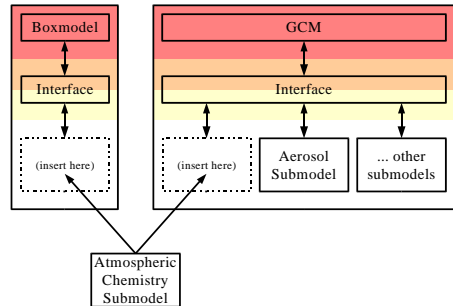 Boxmodel
GCM
Interface
Interface
(insert here)
(insert here)
Aerosol
Submodel
... other
submodels
Atmospheric
Chemistry
Submodel